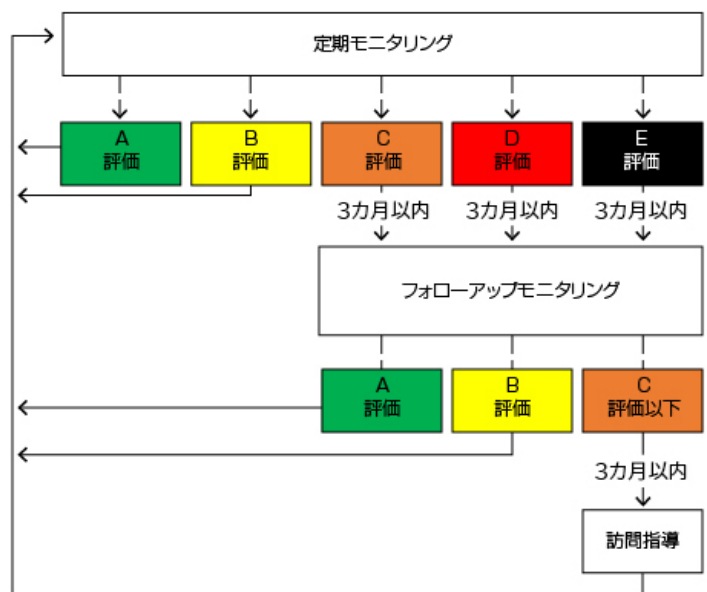 定期モニタリング
A
評価
B
評価
C
評価
D
評価
E
評価
3カ月以内
3カ月以内
3カ月以内
フォローアップモニタリング
A
評価
B
評価
C
評価以下
3カ月以内
訪問指導